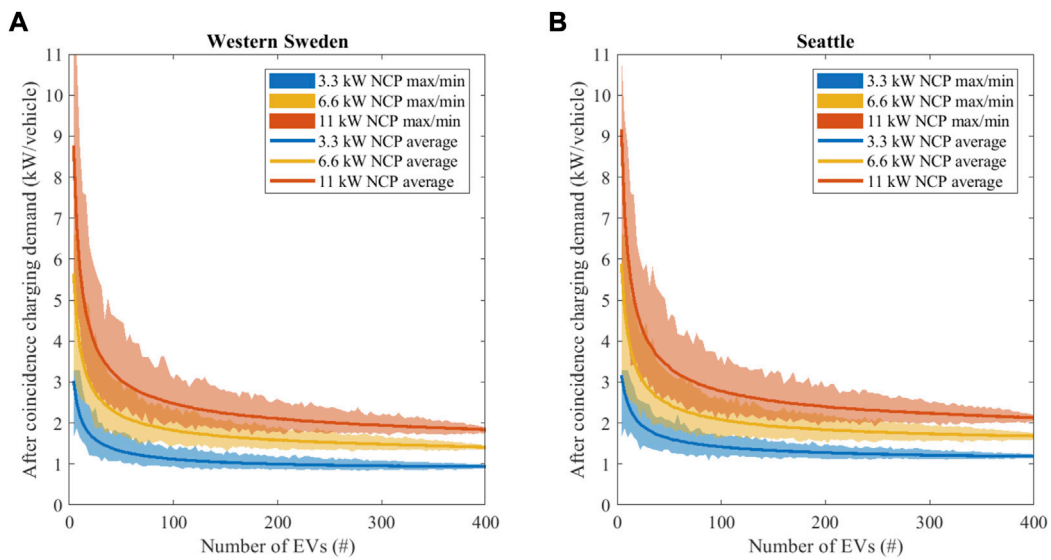 A
Western Sweden
After coincidence charging demand (kW/vehicle)
11
10
9
8
7
6
5
4
3
2
1
0
3.3 kW NCP max/min
6.6 kW NCP max/min
11 kW NCP max/min
3.3 kW NCP average
6.6 kW NCP average
11 kW NCP average
0 100 200 300 400
Number of EVs (#)
B
Seattle
After coincidence charging demand (kW/vehicle)
11
10
9
8
7
6
5
4
3
2
1
0
3.3 kW NCP max/min
6.6 kW NCP max/min
11 kW NCP max/min
3.3 kW NCP average
6.6 kW NCP average
11 kW NCP average
0 100 200 300 400
Number of EVs (#)